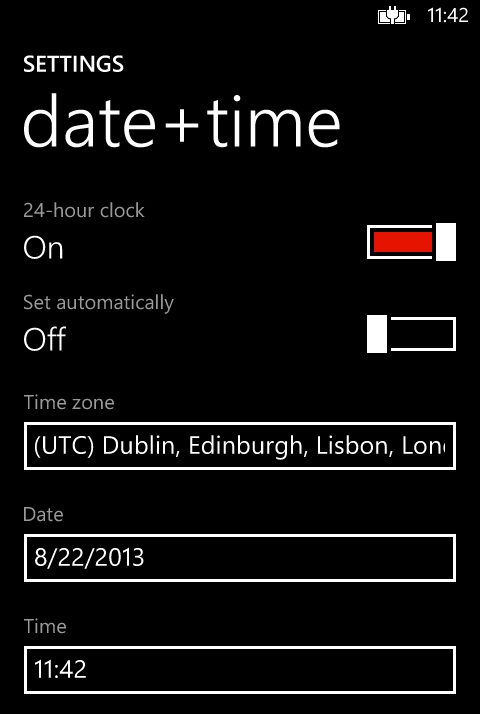 11:42
SETTINGS
date+time
24-hour clock
On
Set automatically
Off
Time zone
(UTC) Dublin, Edinburgh, Lisbon, Lon
Date
8/22/2013
Time
11:42